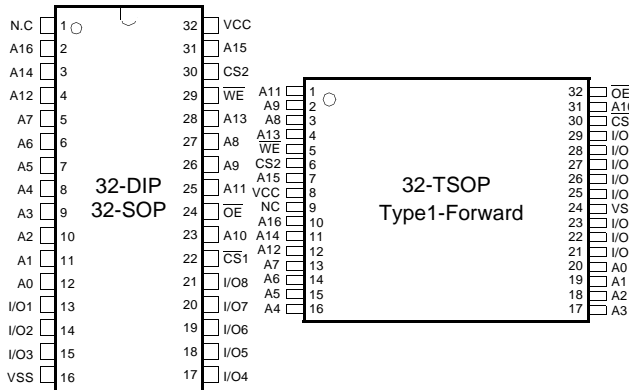 N.C 1 32 VCC
A16 2 31 A15
A14 3 30 CS2
A12 4 29 WE
A7 5 28 A13
A6 6 27 A8
A5 7 26 A9
A4 8 25 A11
A3 9 24 OE
A2 10 23 A10
A1 11 22 CS1
A0 12 21 I/O8
I/O1 13 20 I/O7
I/O2 14 19 I/O6
I/O3 15 18 I/O5
VSS 16 17 I/O4
32-DIP
32-SOP
A11 1 32 OE
A9 2 31 A10
A8 3 30 CS
A13 4 29 I/O
WE 5 28 I/O
CS2 6 27 I/O
A15 7 26 I/O
VCC 8 25 I/O
NC 9 24 VS
A16 10 23 I/O
A14 11 22 I/O
A12 12 21 I/O
A7 13 20 A0
A6 14 19 A1
A5 15 18 A2
A4 16 17 A3
32-TSOP
Type1-Forward